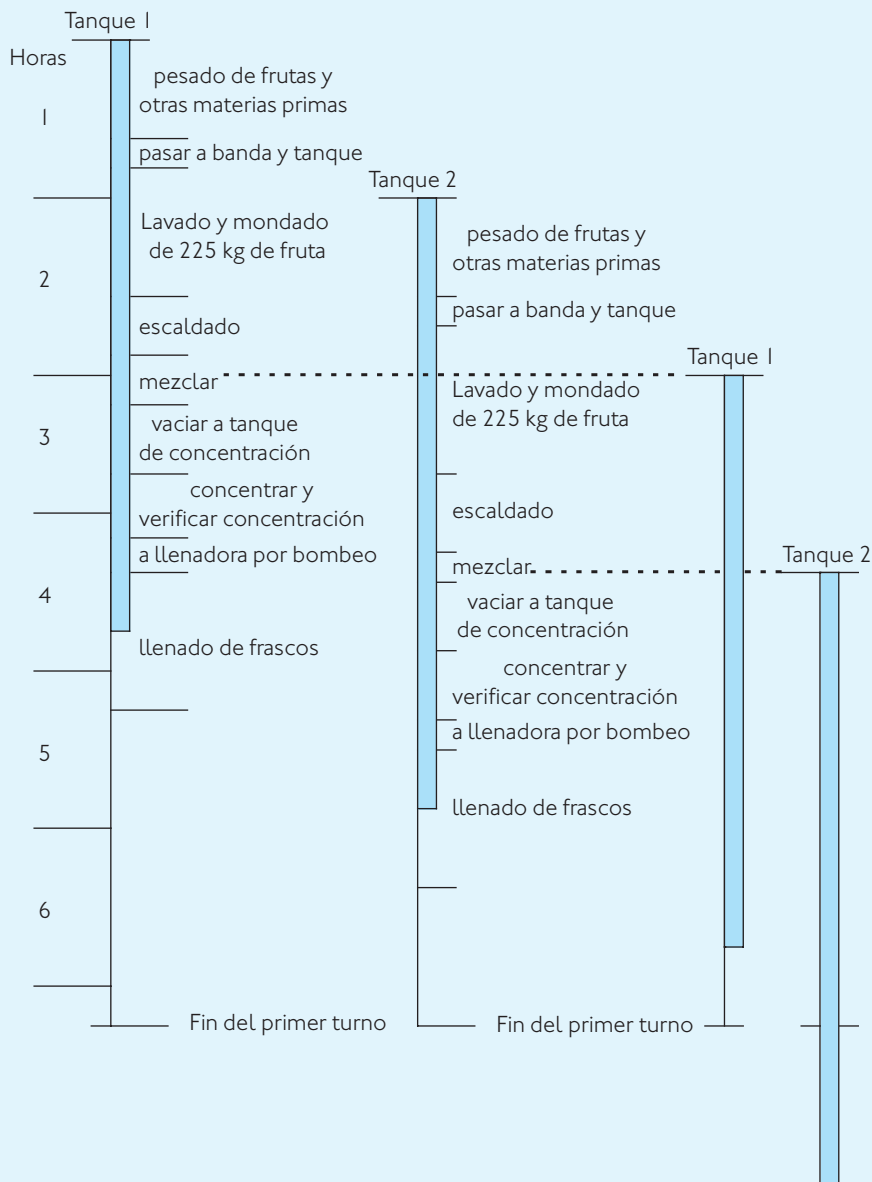 Tanque 1
Horas
1
2
3
4
5
6
pesado de frutas y
otras materias primas
pasar a banda y tanque
Lavado y mondado
de 225 kg de fruta
escaldado
mezclar
vaciar a tanque
de concentración
concentrar y
verificar concentración
a llenadora por bombeo
llenado de frascos
Fin del primer turno
Tanque 2
pesado de frutas y
otras materias primas
pasar a banda y tanque
Lavado y mondado
de 225 kg de fruta
escaldado
mezclar
vaciar a tanque
de concentración
concentrar y
verificar concentración
a llenadora por bombeo
llenado de frascos
Fin del primer turno
Tanque 1
Tanque 2